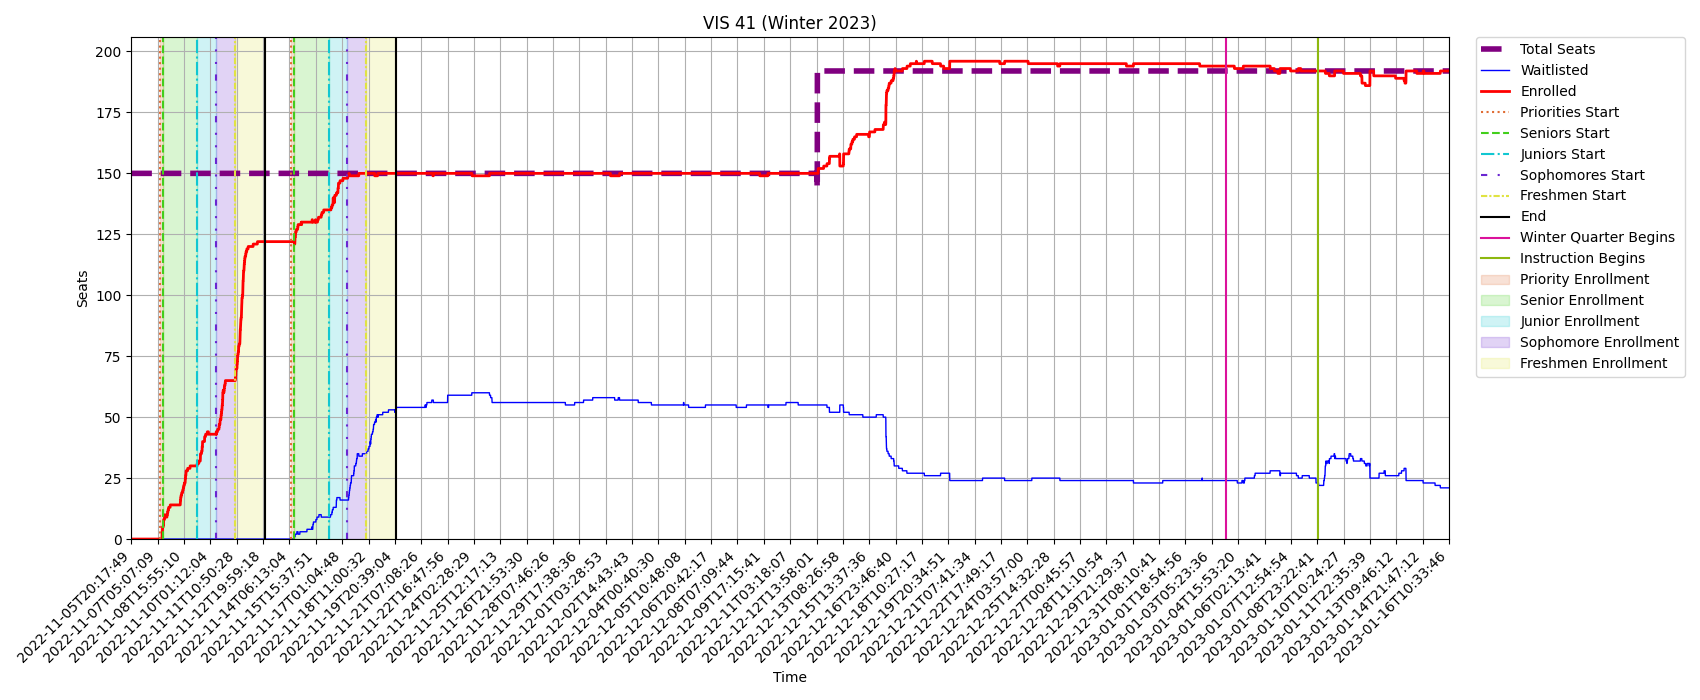 VIS 41 (Winter 2023)
Seats
200
175
150
125
100
75
50
25
0
2022-11-05T20:17:49
2022-11-07T05:07:09
2022-11-08T15:55:10
2022-11-10T01:12:04
2022-11-11T10:50:28
2022-11-12T19:59:18
2022-11-14T06:13:04
2022-11-15T15:37:51
2022-11-17T01:04:48
2022-11-18T11:00:32
2022-11-19T20:39:04
2022-11-21T07:08:26
2022-11-22T16:47:56
2022-11-24T02:28:29
2022-11-25T12:17:13
2022-11-26T21:53:30
2022-11-28T07:46:26
2022-11-29T17:38:36
2022-12-01T03:28:53
2022-12-02T14:43:43
2022-12-04T00:40:30
2022-12-05T10:48:08
2022-12-06T20:42:17
2022-12-08T07:09:44
2022-12-09T17:15:41
2022-12-11T03:18:07
2022-12-12T13:58:01
2022-12-13T08:26:58
2022-12-15T13:37:36
2022-12-16T23:46:40
2022-12-18T10:27:17
2022-12-19T20:34:51
2022-12-21T07:41:34
2022-12-22T17:49:17
2022-12-24T03:57:00
2022-12-25T14:32:28
2022-12-27T00:45:57
2022-12-28T11:10:54
2022-12-29T21:29:37
2022-12-31T08:10:41
2023-01-01T18:54:56
2023-01-03T05:23:36
2023-01-04T15:53:20
2023-01-06T02:13:41
2023-01-07T12:54:54
2023-01-08T23:22:41
2023-01-10T10:24:27
2023-01-11T22:35:39
2023-01-13T09:46:12
2023-01-14T21:47:12
2023-01-16T10:33:46
Time
Total Seats
Waitlisted
Enrolled
Priorities Start
Seniors Start
Juniors Start
Sophomores Start
Freshmen Start
End
Winter Quarter Begins
Instruction Begins
Priority Enrollment
Senior Enrollment
Junior Enrollment
Sophomore Enrollment
Freshmen Enrollment